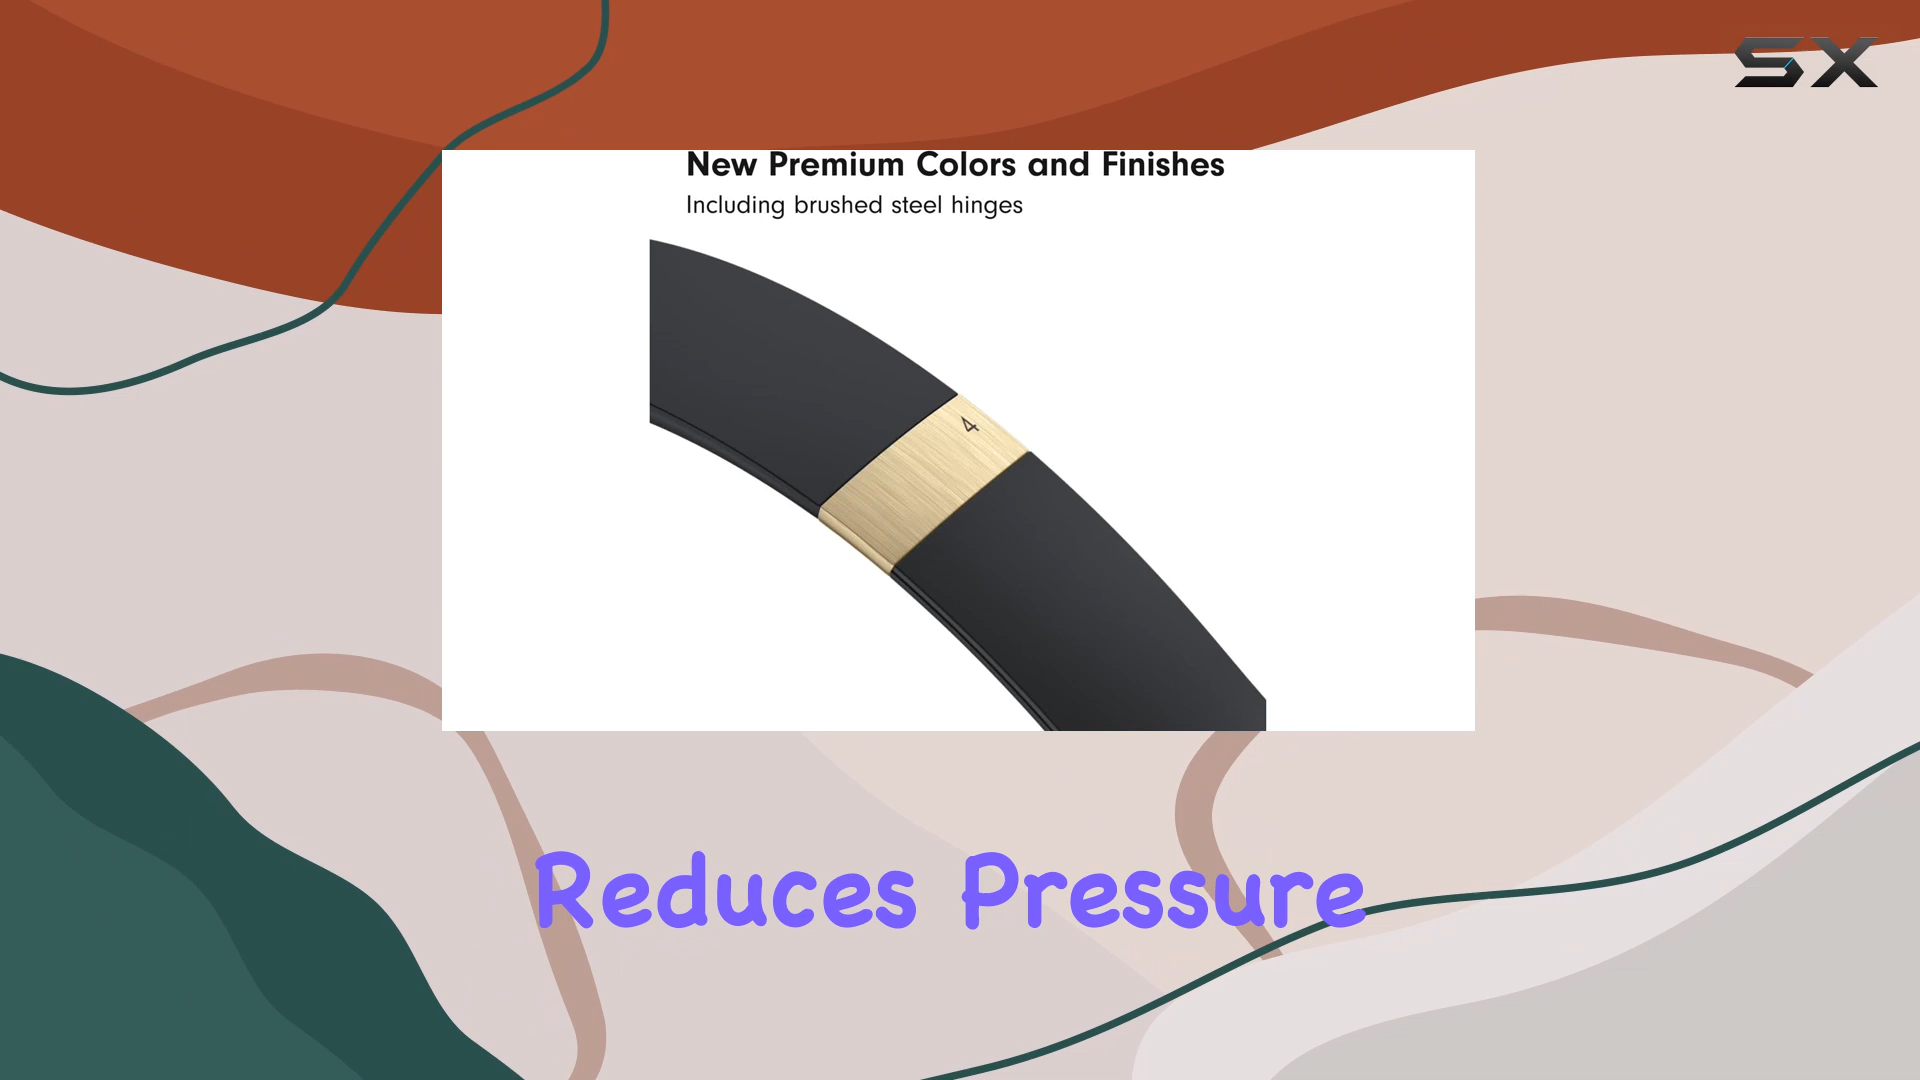 SX
New Premium Colors and Finishes
Including brushed steel hinges
4
Reduces Pressure